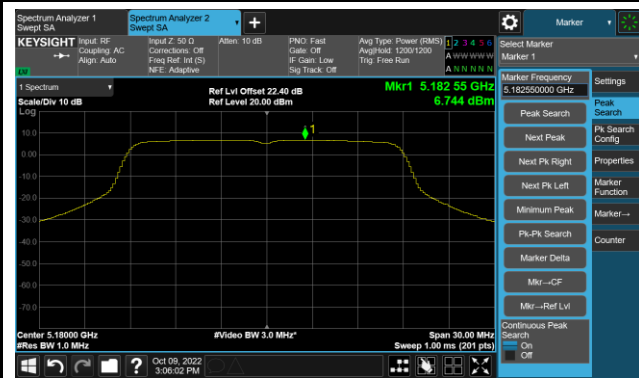 Spectrum Analyzer 1
Swept SA
Spectrum Analyzer 2
Swept SA
Marker
KEYSIGHT
Input: RF
Coupling: AC
Align: Auto
Input Z: 50 Ω
Corrections: Off
Freq Ref: Int (S)
NFE: Adaptive
Atten: 10 dB
PNO: Fast
Gate: Off
IF Gain: Low
Sig Track: Off
Avg Type: Power (RMS)
Avg|Hold: 1200/1200
Trig: Free Run
1 2 3 4 5 6
A W W W W W
A N N N N N
LXI
Select Marker
Marker 1
1 Spectrum
Scale/Div 10 dB
Log
Ref Lvl Offset 22.40 dB
Ref Level 20.00 dBm
Mkr1 5.182 55 GHz
6.744 dBm
1
10.0
0.00
-10.0
-20.0
-30.0
-40.0
-50.0
-60.0
-70.0
Center 5.18000 GHz
#Res BW 1.0 MHz
#Video BW 3.0 MHz*
Span 30.00 MHz
Sweep 1.00 ms (201 pts)
Marker Frequency
5.182550000 GHz
Peak Search
Next Peak
Next Pk Right
Next Pk Left
Minimum Peak
Pk-Pk Search
Marker Delta
Mkr→CF
Mkr→Ref Lvl
Continuous Peak
Search
On
Off
Settings
Peak
Search
Pk Search
Config
Properties
Marker
Function
Marker→
Counter
?
Oct 09, 2022
3:06:02 PM